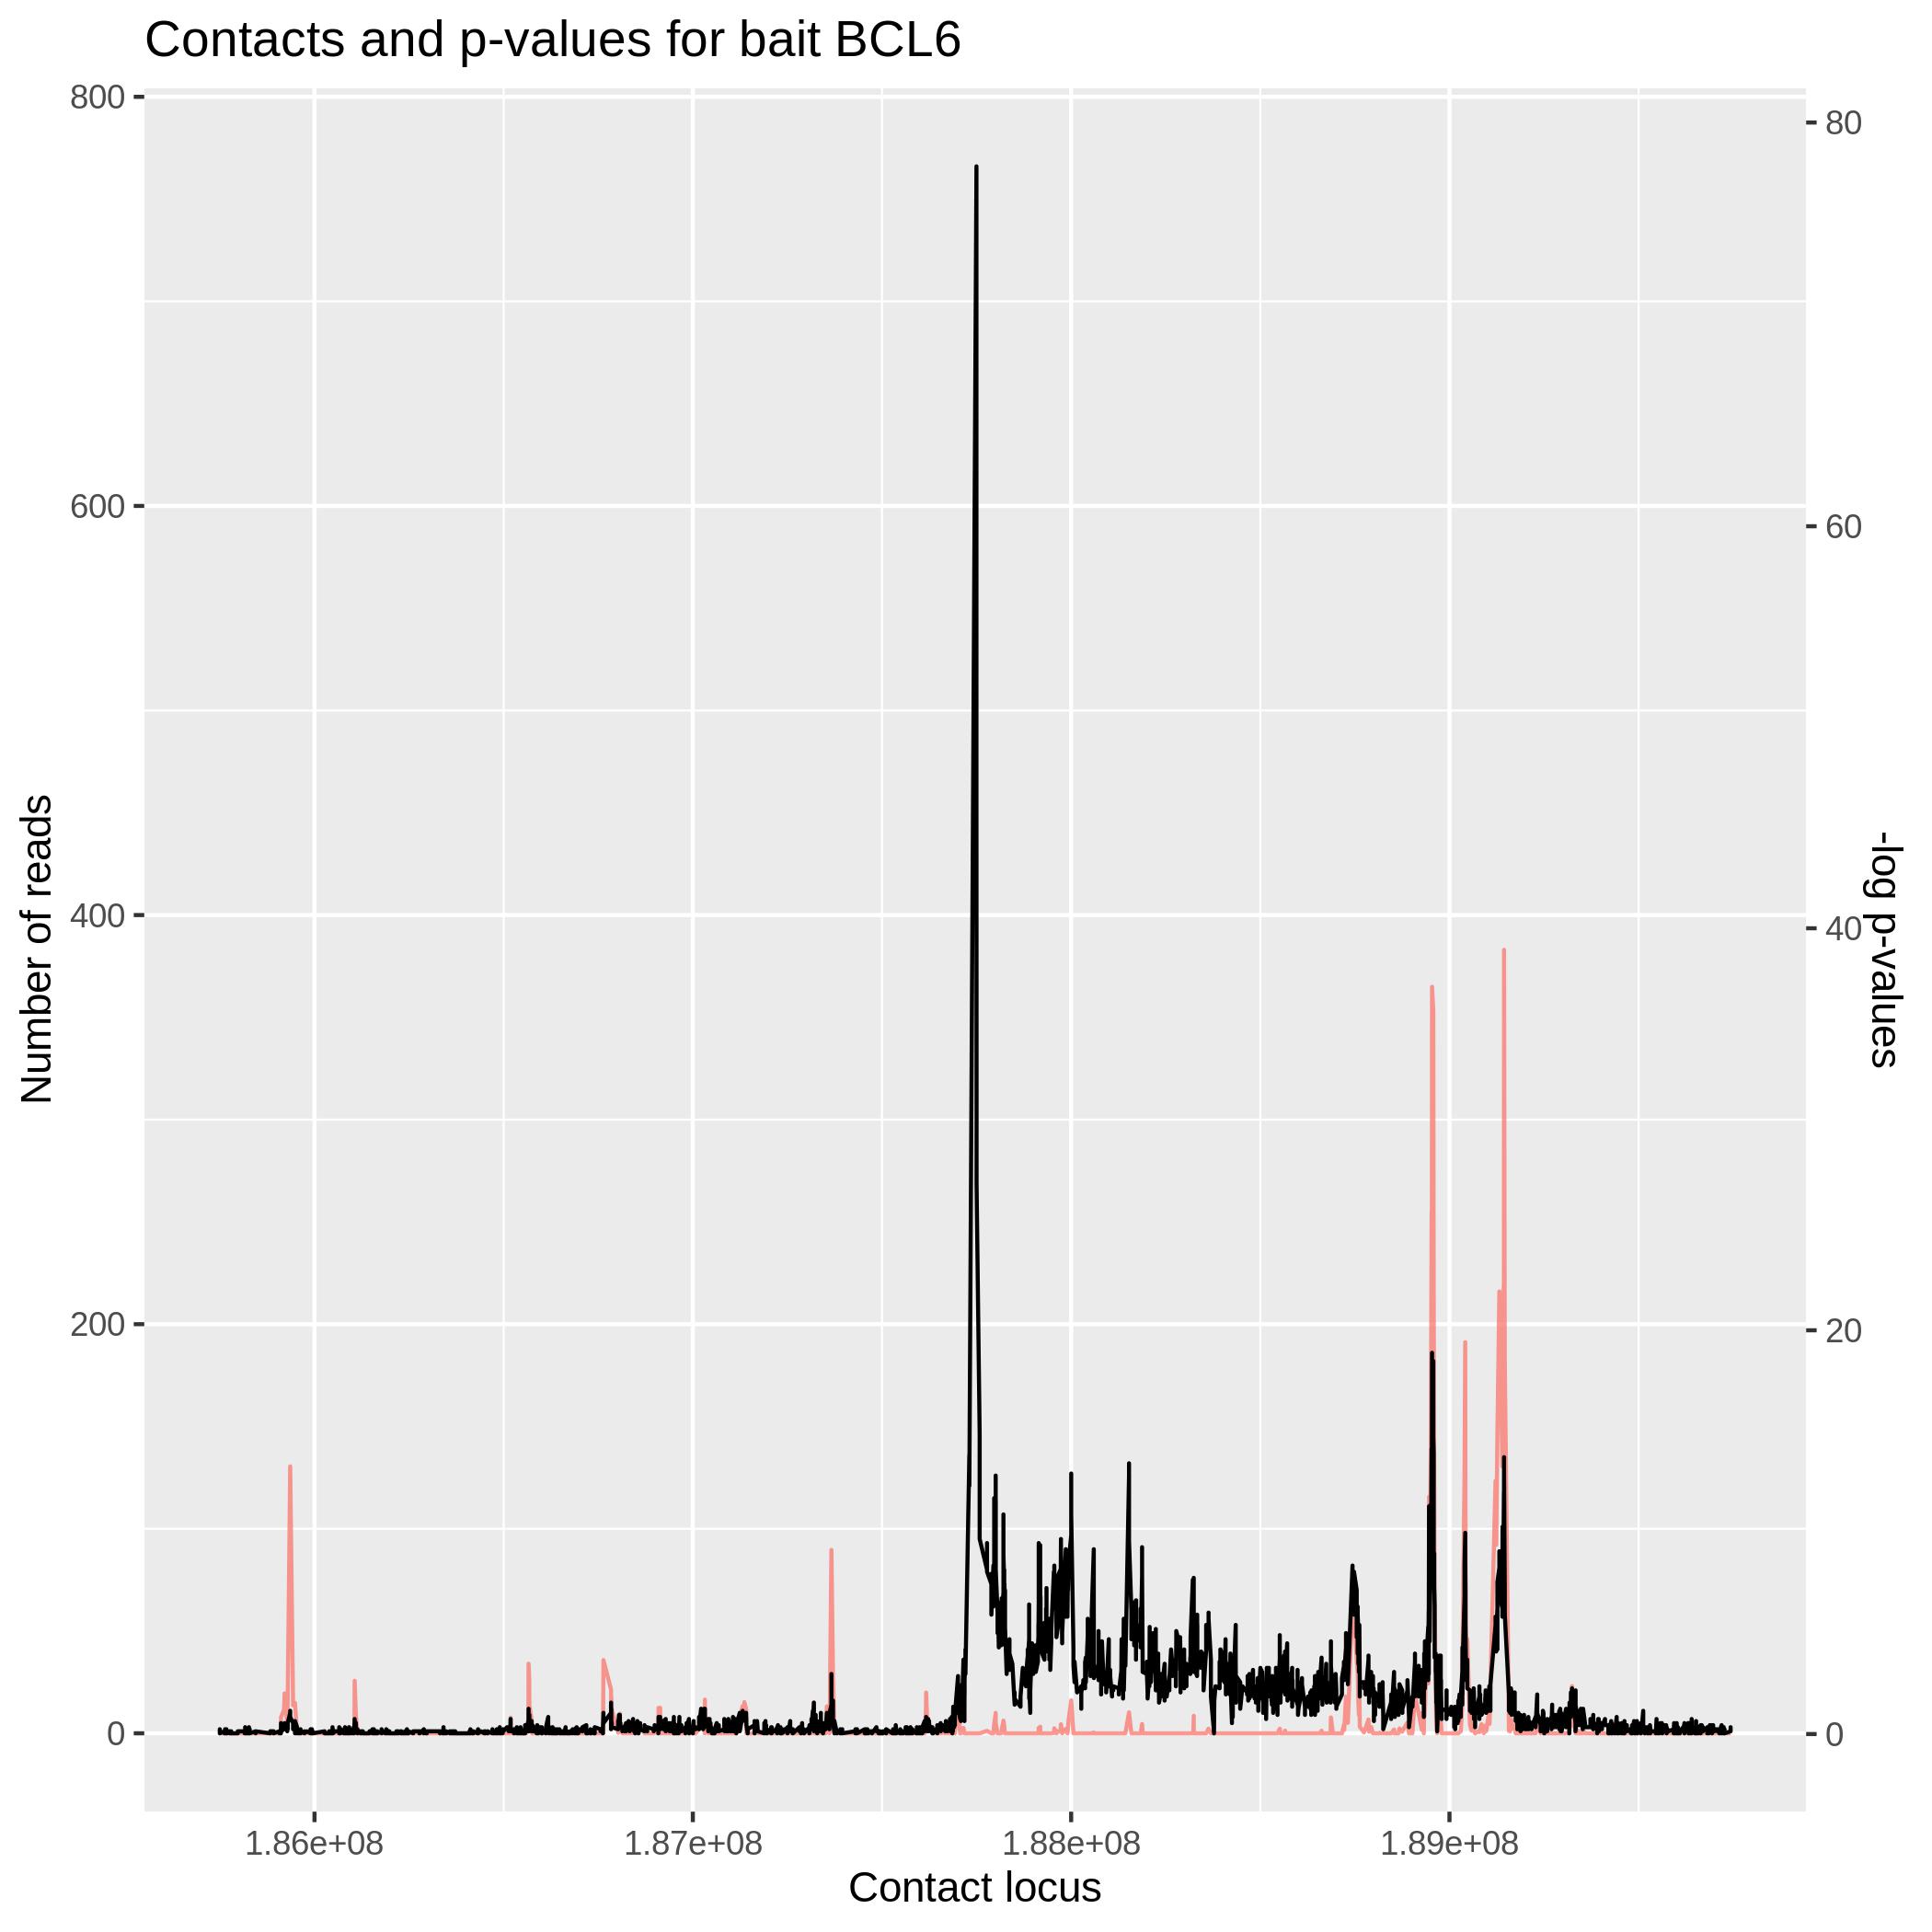 Contacts and p-values for bait BCL6
800
600
400
200
0
Number of reads
80
60
40
20
0
-log p-values
1.86e+08
1.87e+08
1.88e+08
1.89e+08
Contact locus